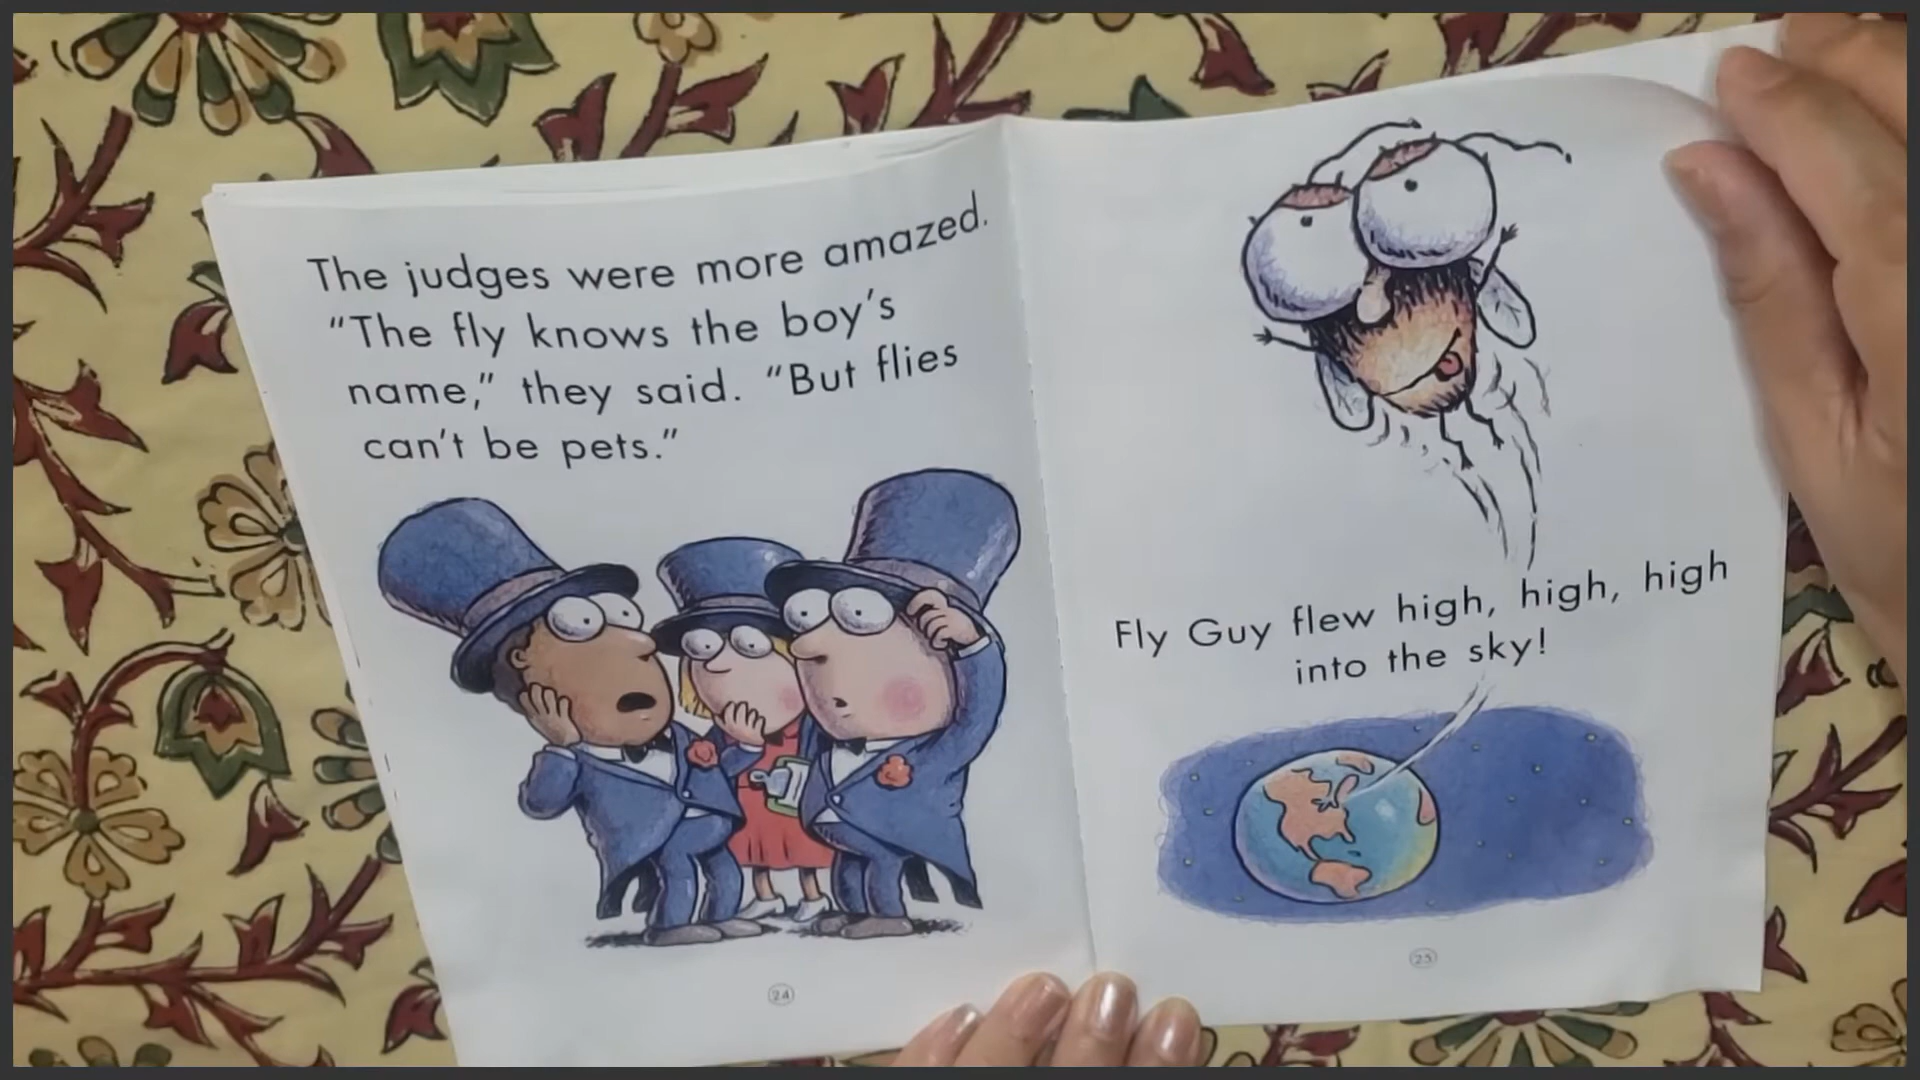 The judges were more amazed.
“The fly knows the boy’s
name,” they said. “But flies
can’t be pets.”
24
Fly Guy flew high, high, high
into the sky!
25